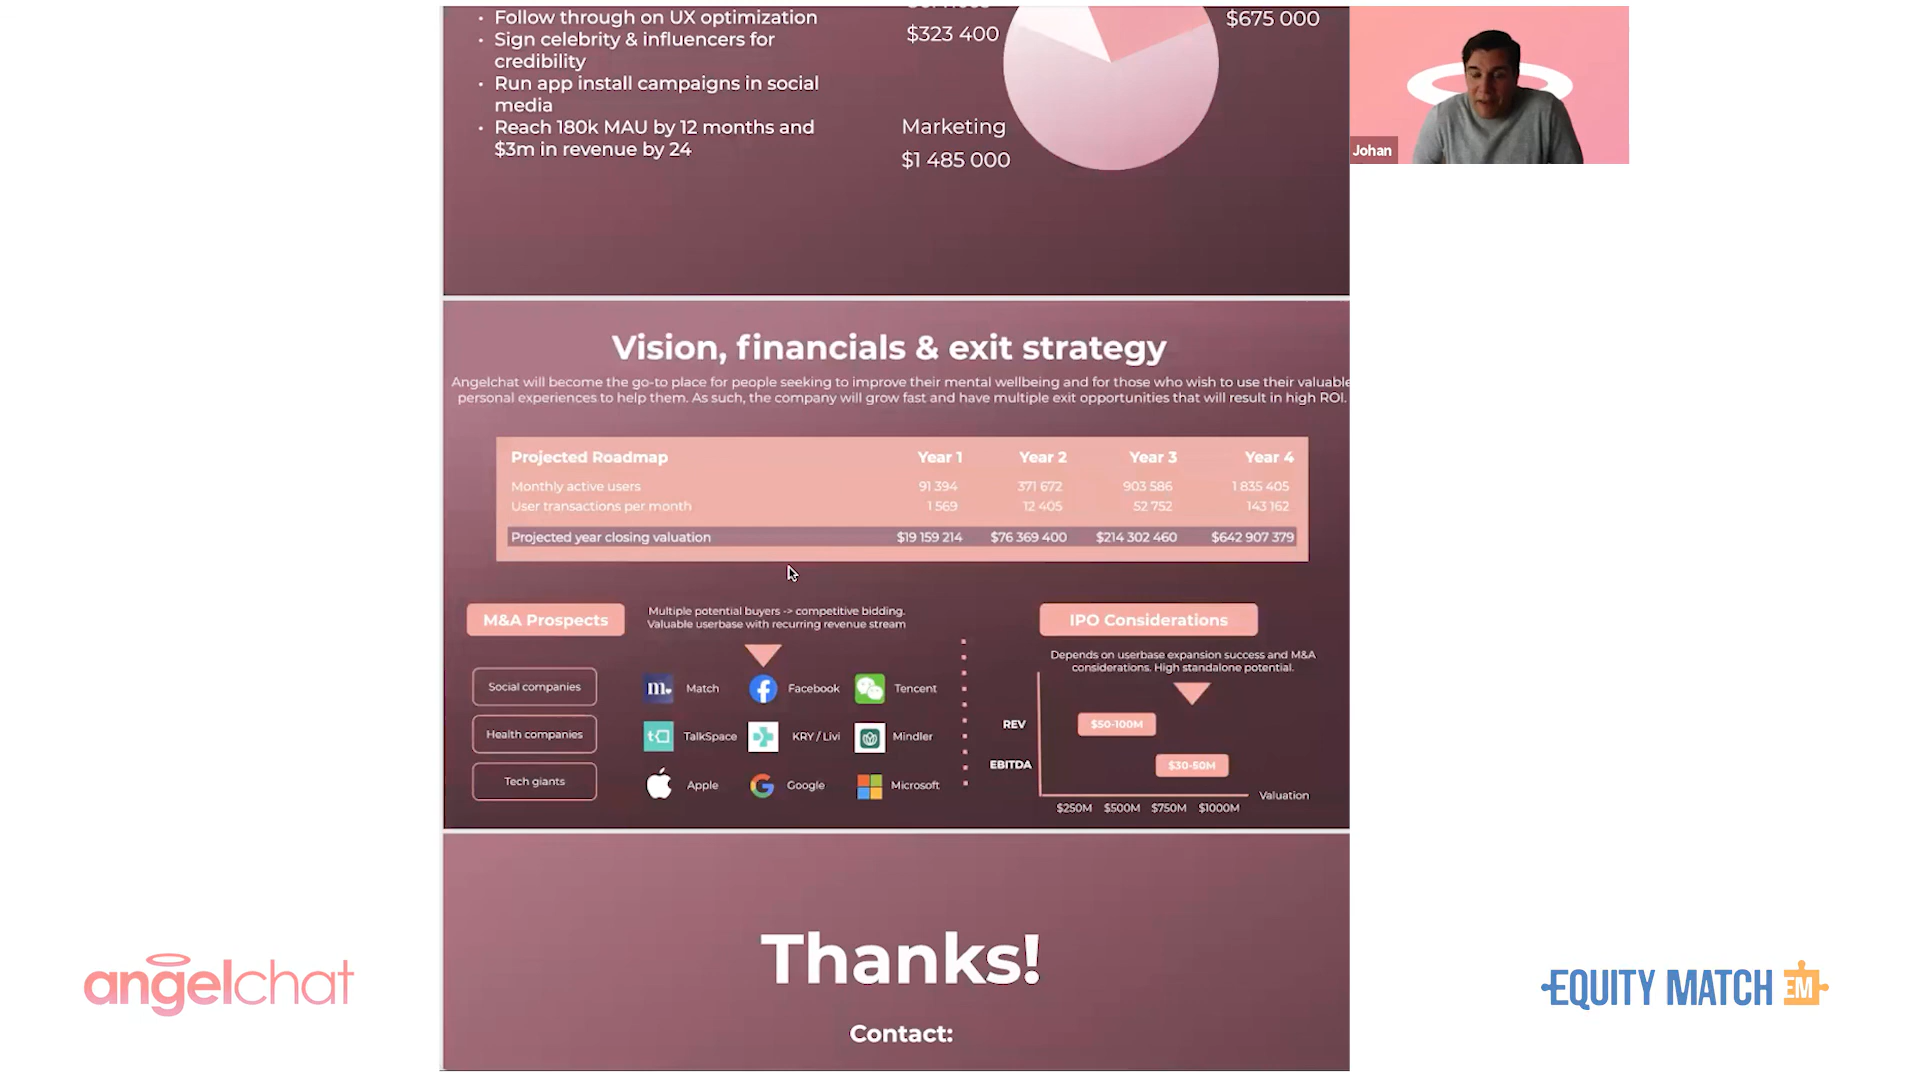 • Follow through on UX optimization
• Sign celebrity & influencers for
credibility
• Run app install campaigns in social
media
• Reach 180k MAU by 12 months and
$3m in revenue by 24
$323 400
$675 000
Marketing
$1 485 000
Johan
Vision, financials & exit strategy
Angelchat will become the go-to place for people seeking to improve their mental wellbeing and for those who wish to use their valuable
personal experiences to help them. As such, the company will grow fast and have multiple exit opportunities that will result in high ROI.
Projected Roadmap Year 1 Year 2 Year 3 Year 4
Monthly active users 91 394 371 672 903 586 1 835 405
User transactions per month 1 569 12 405 52 752 143 162
Projected year closing valuation $19 159 214 $76 369 400 $214 302 460 $642 907 379
M&A Prospects
Multiple potential buyers -> competitive bidding.
Valuable userbase with recurring revenue stream
Social companies
Health companies
Tech giants
m.
Match
Facebook
Tencent
TalkSpace
KRY / Livi
Mindler
Apple
Google
Microsoft
IPO Considerations
Depends on userbase expansion success and M&A
considerations. High standalone potential.
REV
$50-100M
EBITDA
$30-50M
Valuation
$250M $500M $750M $1000M
Thanks!
Contact:
angelchat
EQUITY MATCH EM